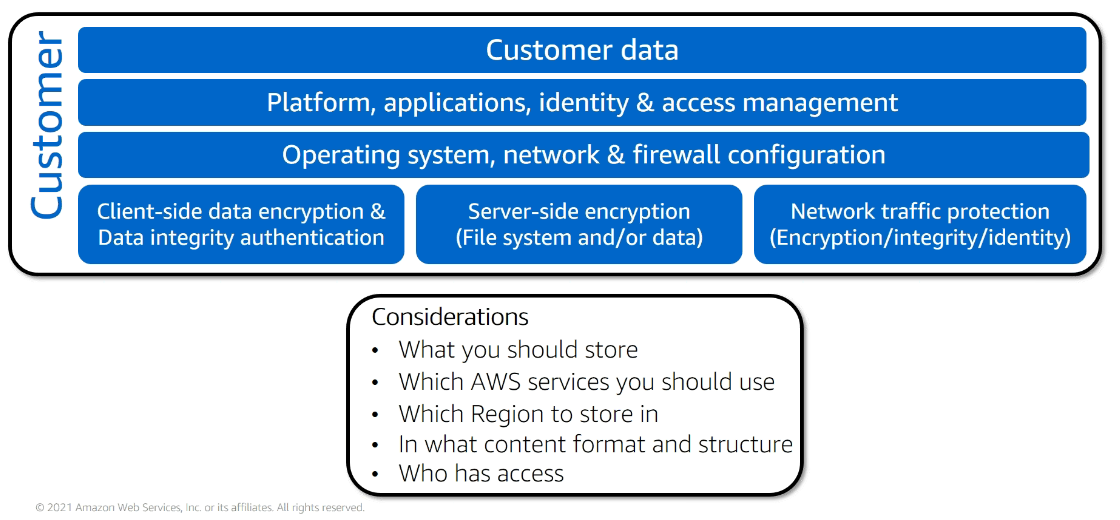 Customer
Customer data
Platform, applications, identity & access management
Operating system, network & firewall configuration
Client-side data encryption &
Data integrity authentication
Server-side encryption
(File system and/or data)
Network traffic protection
(Encryption/integrity/identity)
Considerations
• What you should store
• Which AWS services you should use
• Which Region to store in
• In what content format and structure
• Who has access
© 2021 Amazon Web Services, Inc. or its affiliates. All rights reserved.